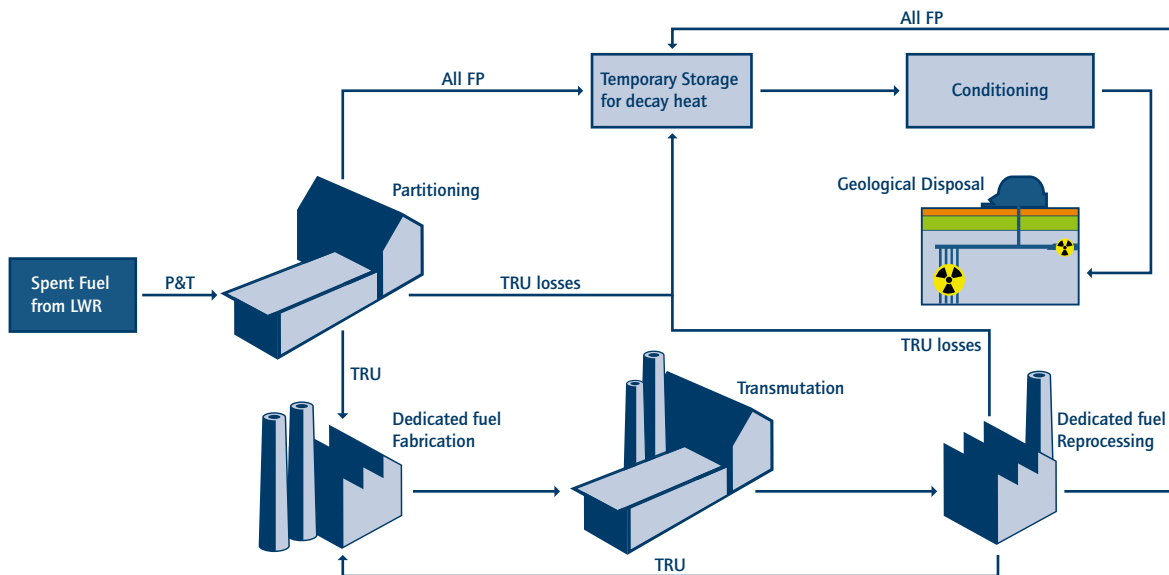 All FP
All FP
Temporary Storage
for decay heat
Conditioning
Partitioning
Geological Disposal
Spent Fuel
from LWR
P&T
TRU losses
TRU losses
TRU
Transmutation
Dedicated fuel
Fabrication
Dedicated fuel
Reprocessing
TRU